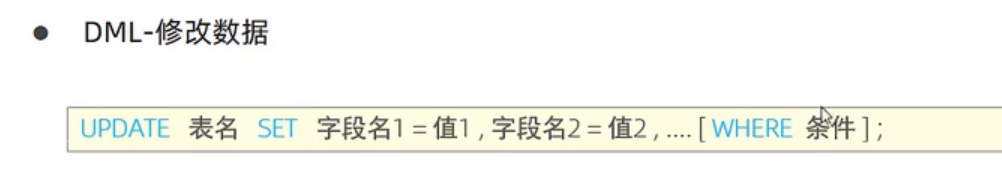 ● DML-修改数据
UPDATE 表名 SET 字段名1 = 值1 , 字段名2 = 值2 , .... [ WHERE 条件 ] ;